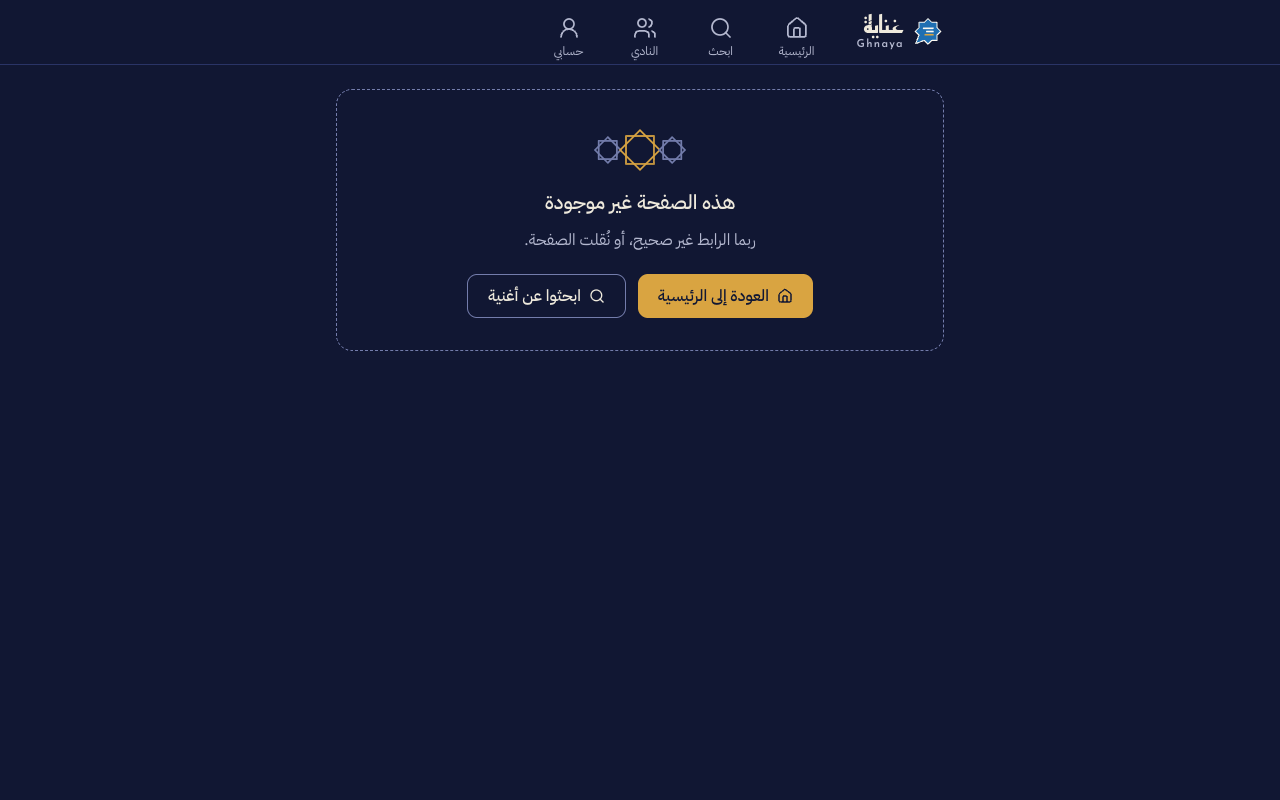 غناية
Ghnaya
الرئيسية
ابحث
النادي
حسابي
هذه الصفحة غير موجودة
ربما الرابط غير صحيح، أو نُقلت الصفحة.
العودة إلى الرئيسية
ابحثوا عن أغنية